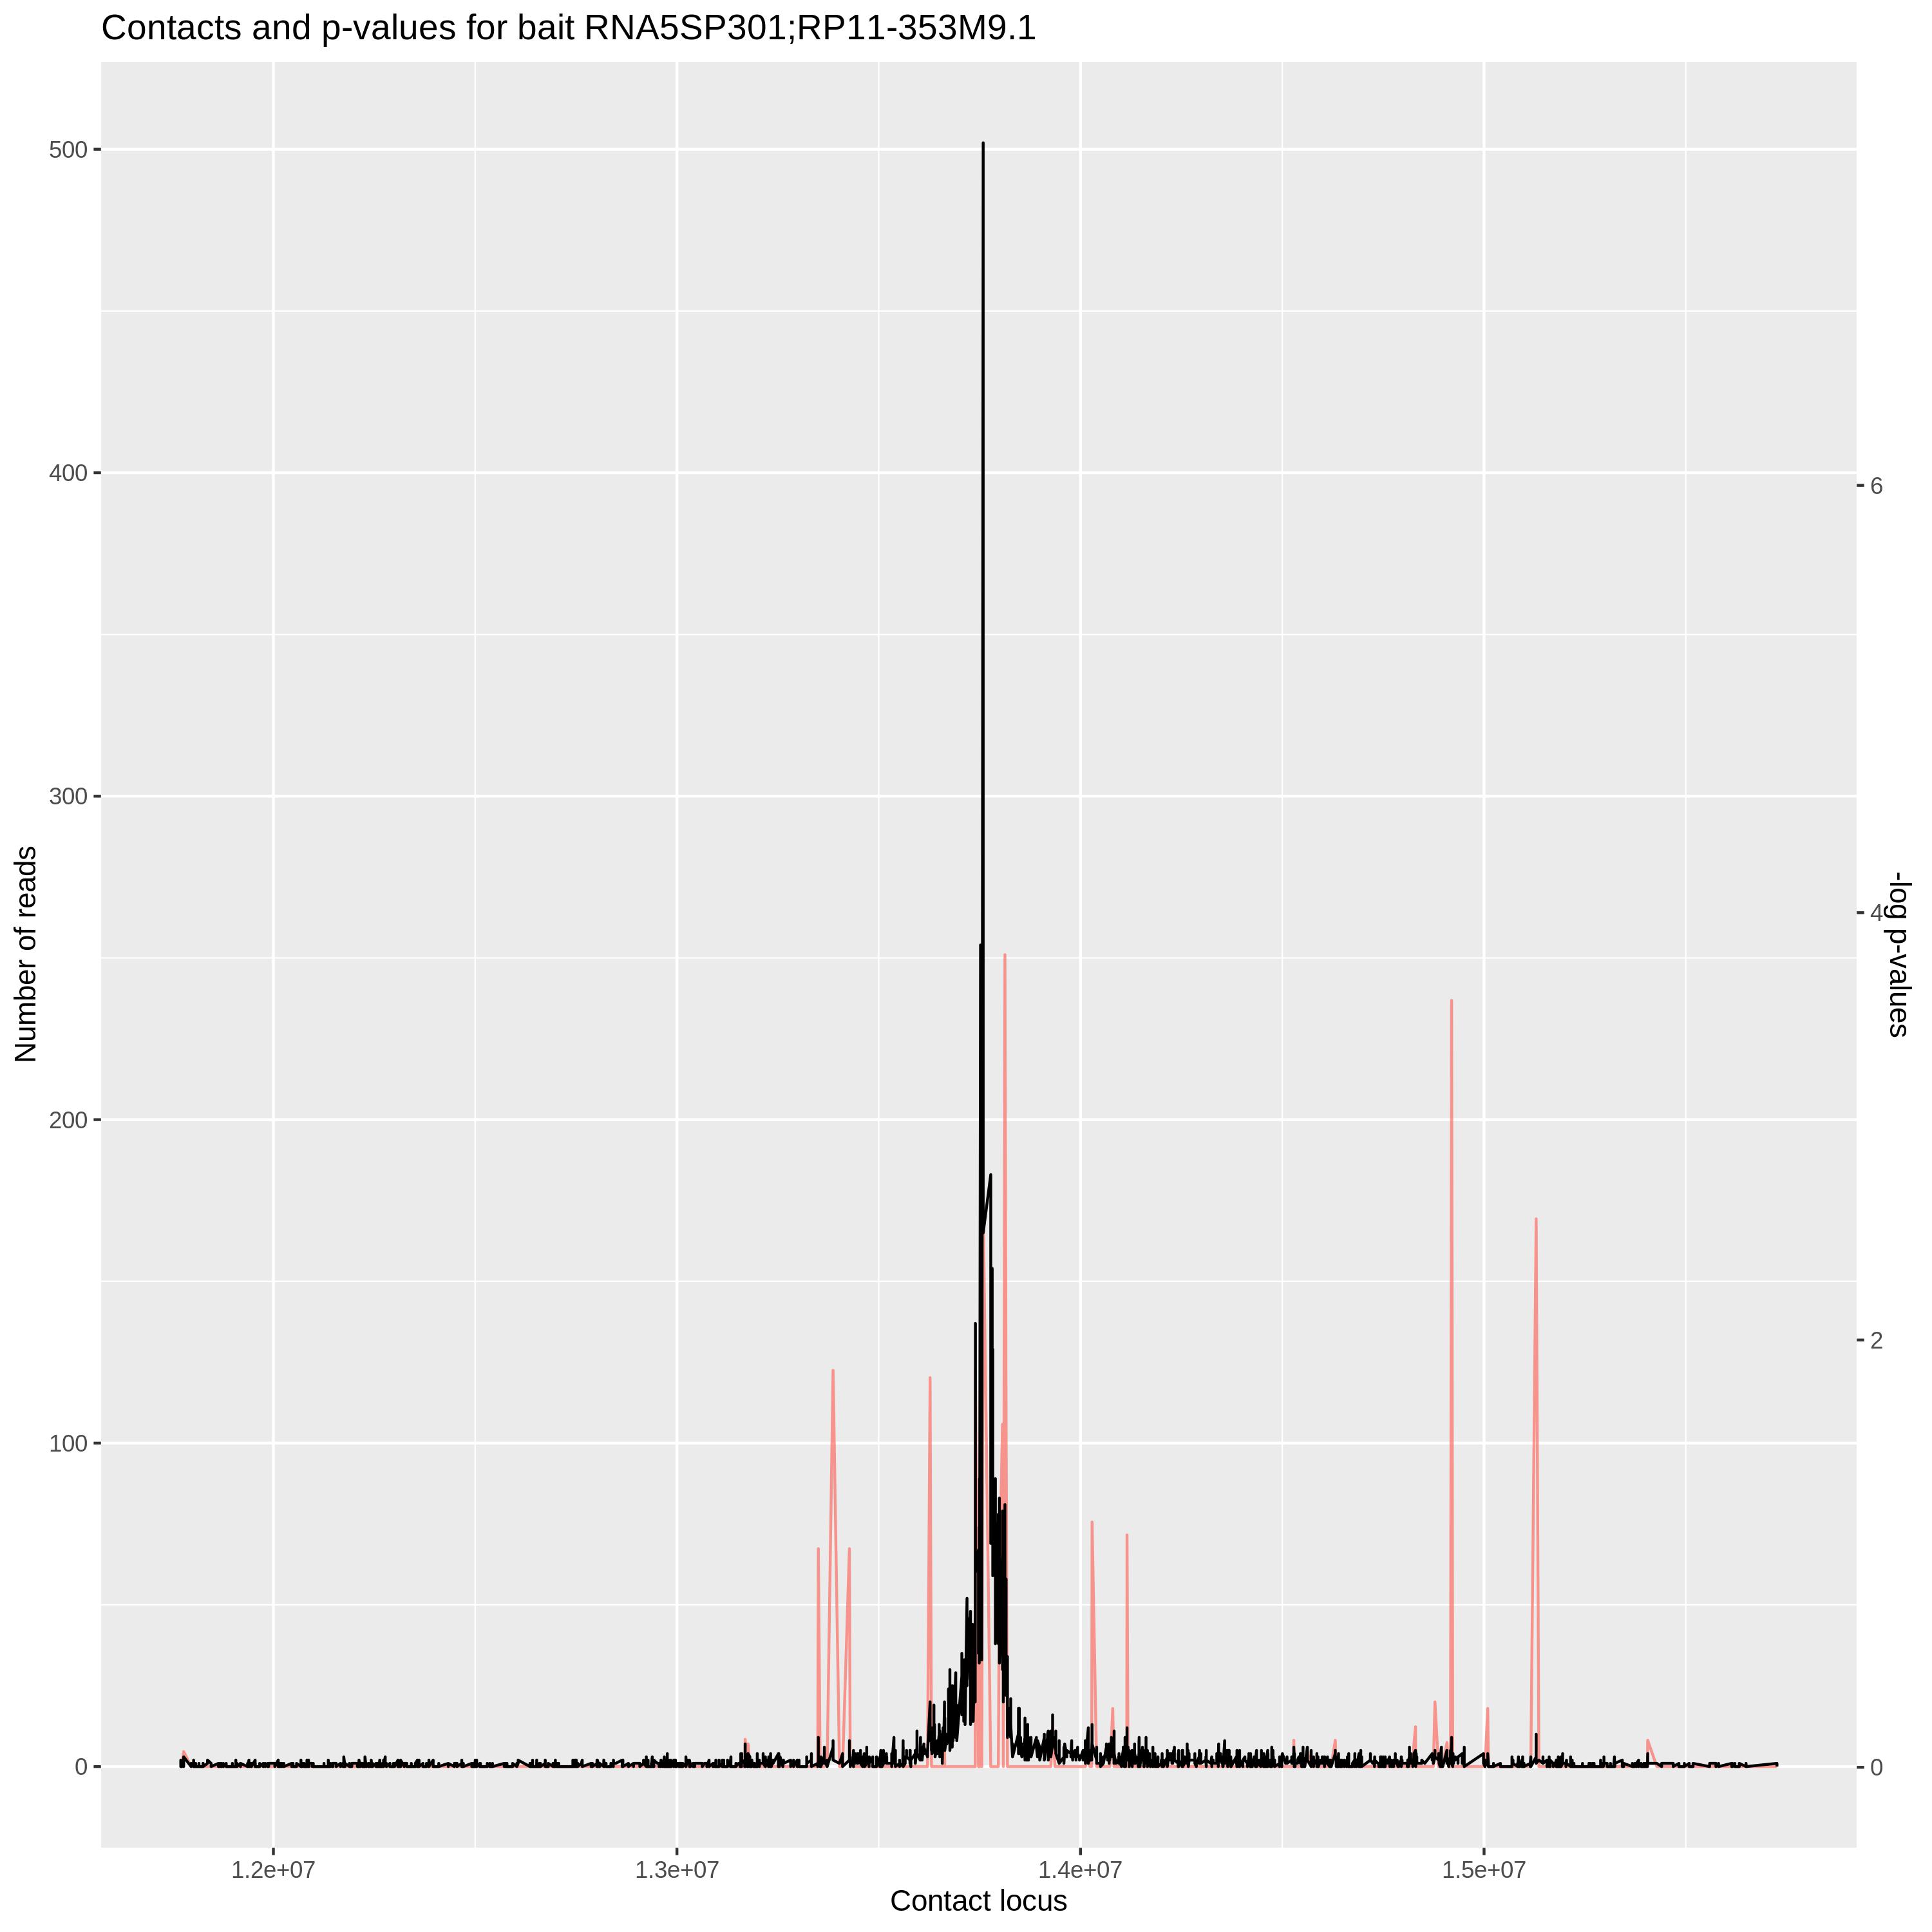 Contacts and p-values for bait RNA5SP301;RP11-353M9.1
500
400
300
200
100
0
Number of reads
6
4
2
0
-log p-values
1.2e+07 1.3e+07 1.4e+07 1.5e+07
Contact locus